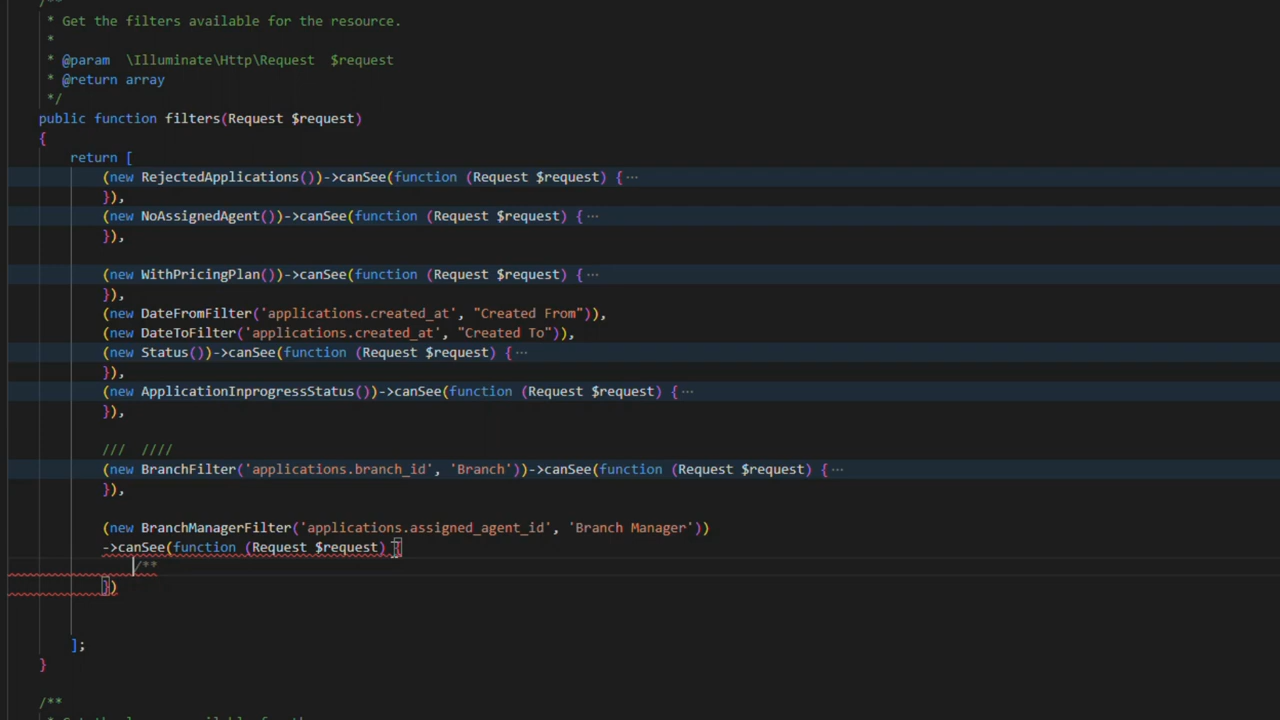 /**
* Get the filters available for the resource.
*
* @param  \Illuminate\Http\Request  $request
* @return array
*/
public function filters(Request $request)
{
return [
(new RejectedApplications())->canSee(function (Request $request) { ···
}),
(new NoAssignedAgent())->canSee(function (Request $request) { ···
}),
(new WithPricingPlan())->canSee(function (Request $request) { ···
}),
(new DateFromFilter('applications.created_at', "Created From")),
(new DateToFilter('applications.created_at', "Created To")),
(new Status())->canSee(function (Request $request) { ···
}),
(new ApplicationInprogressStatus())->canSee(function (Request $request) { ···
}),
///  ////
(new BranchFilter('applications.branch_id', 'Branch'))->canSee(function (Request $request) { ···
}),
(new BranchManagerFilter('applications.assigned_agent_id', 'Branch Manager'))
->canSee(function (Request $request) {
/**
})
];
}
/**